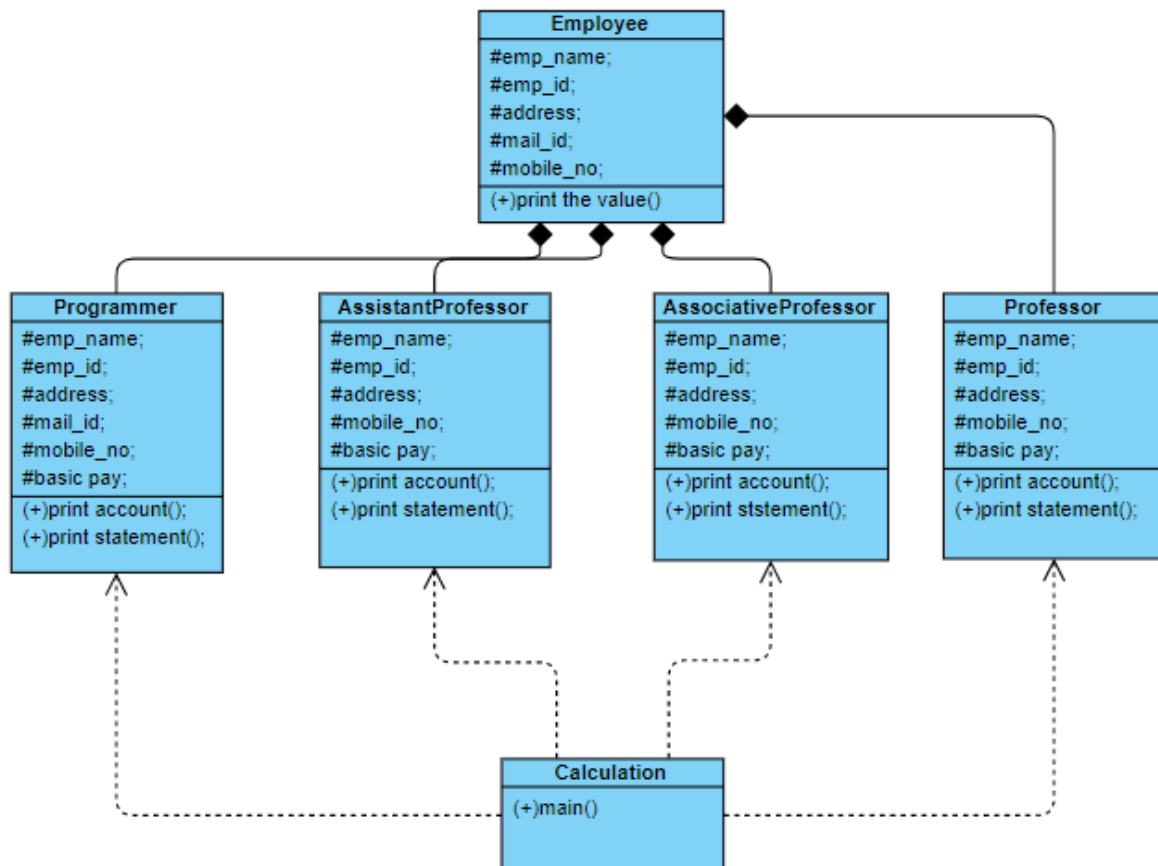 Employee
#emp_name;
#emp_id;
#address;
#mail_id;
#mobile_no;
(+)print the value()
Programmer
#emp_name;
#emp_id;
#address;
#mail_id;
#mobile_no;
#basic pay;
(+)print account();
(+)print statement();
AssistantProfessor
#emp_name;
#emp_id;
#address;
#mobile_no;
#basic pay;
(+)print account();
(+)print statement();
AssociativeProfessor
#emp_name;
#emp_id;
#address;
#mobile_no;
#basic pay;
(+)print account();
(+)print ststement();
Professor
#emp_name;
#emp_id;
#address;
#mobile_no;
#basic pay;
(+)print account();
(+)print statement();
Calculation
(+)main()